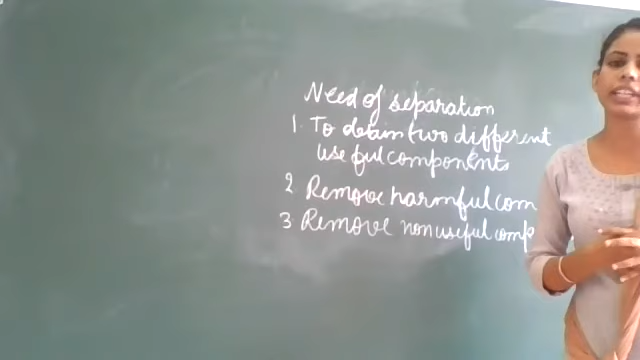 Need of separation
1. To obtain two different
useful components
2 Remove harmful com
3 Remove non useful comp